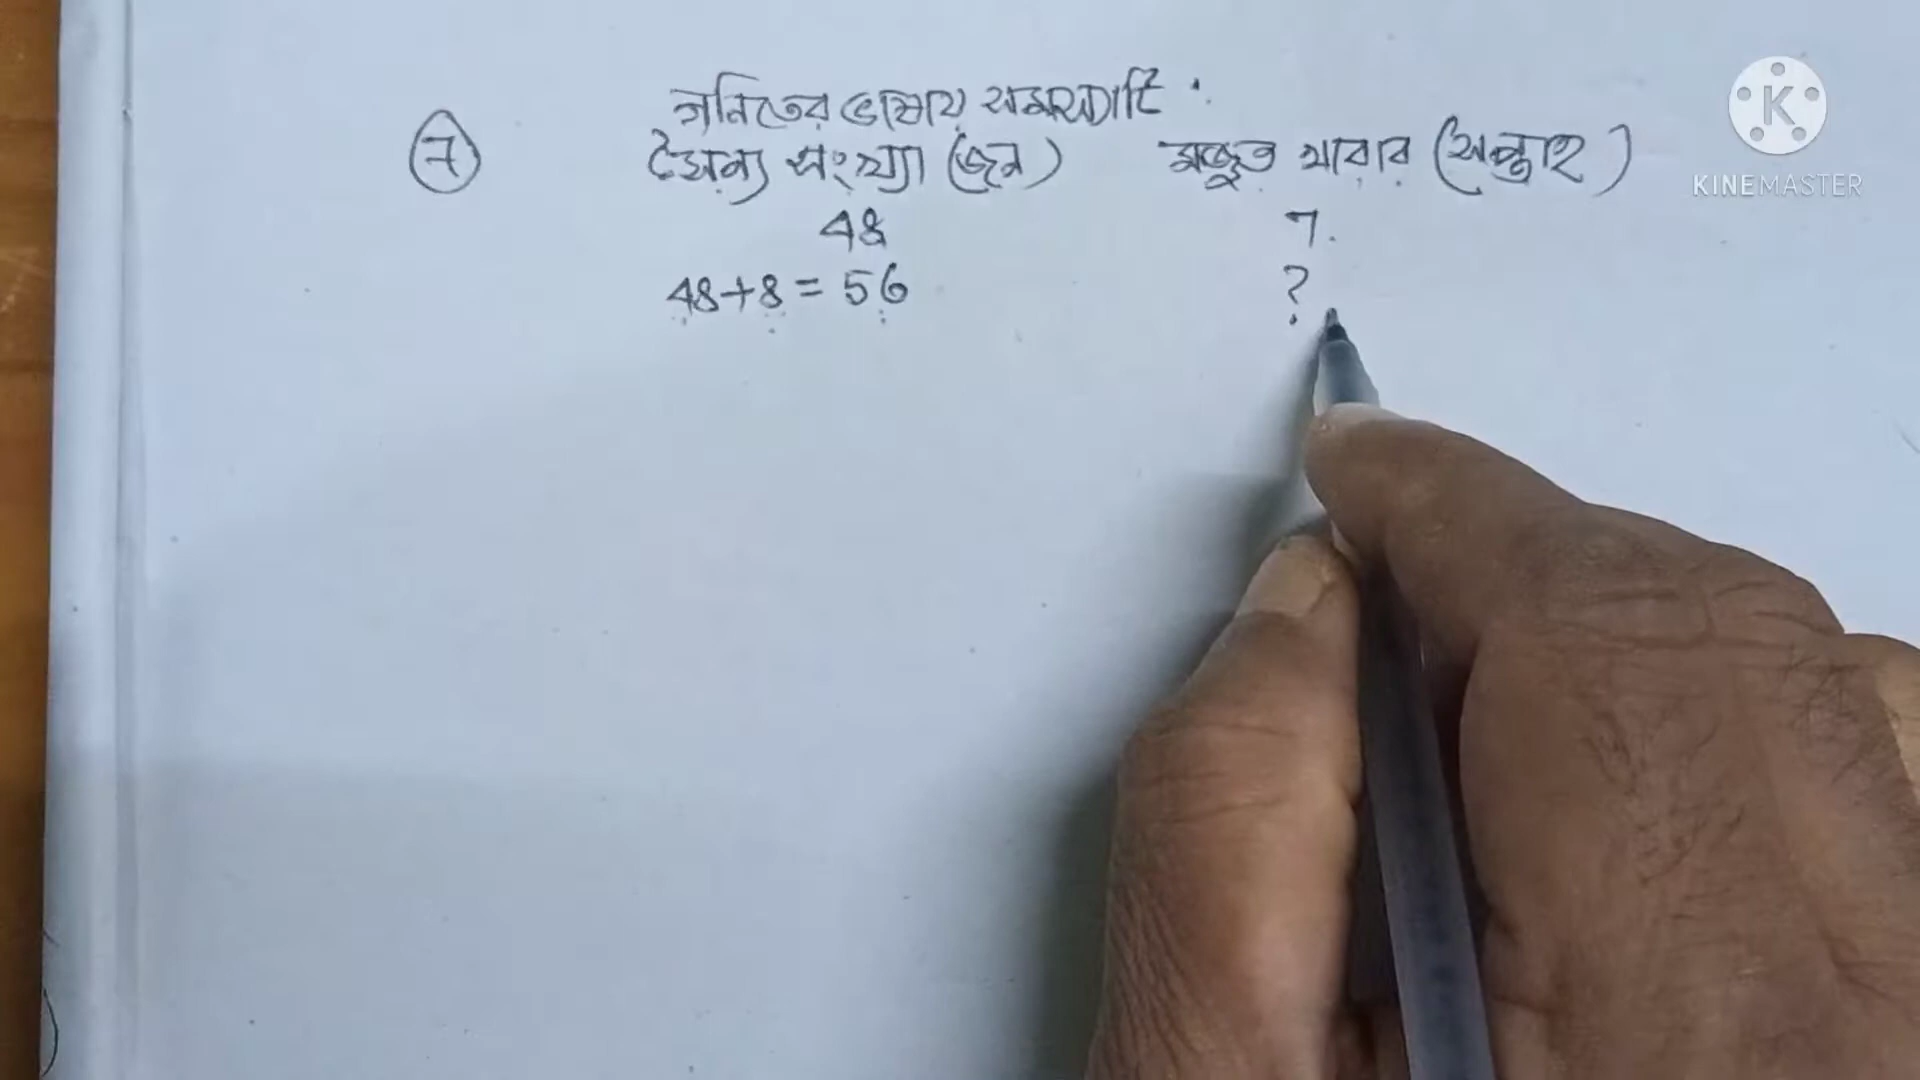 গনিতের ভাষায় সমস্যাটি :
7 সৈন্য সংখ্যা (জন) মজুত খাবার (সপ্তাহ)
48 7.
48+8 = 56 ?
K
KINEMASTER